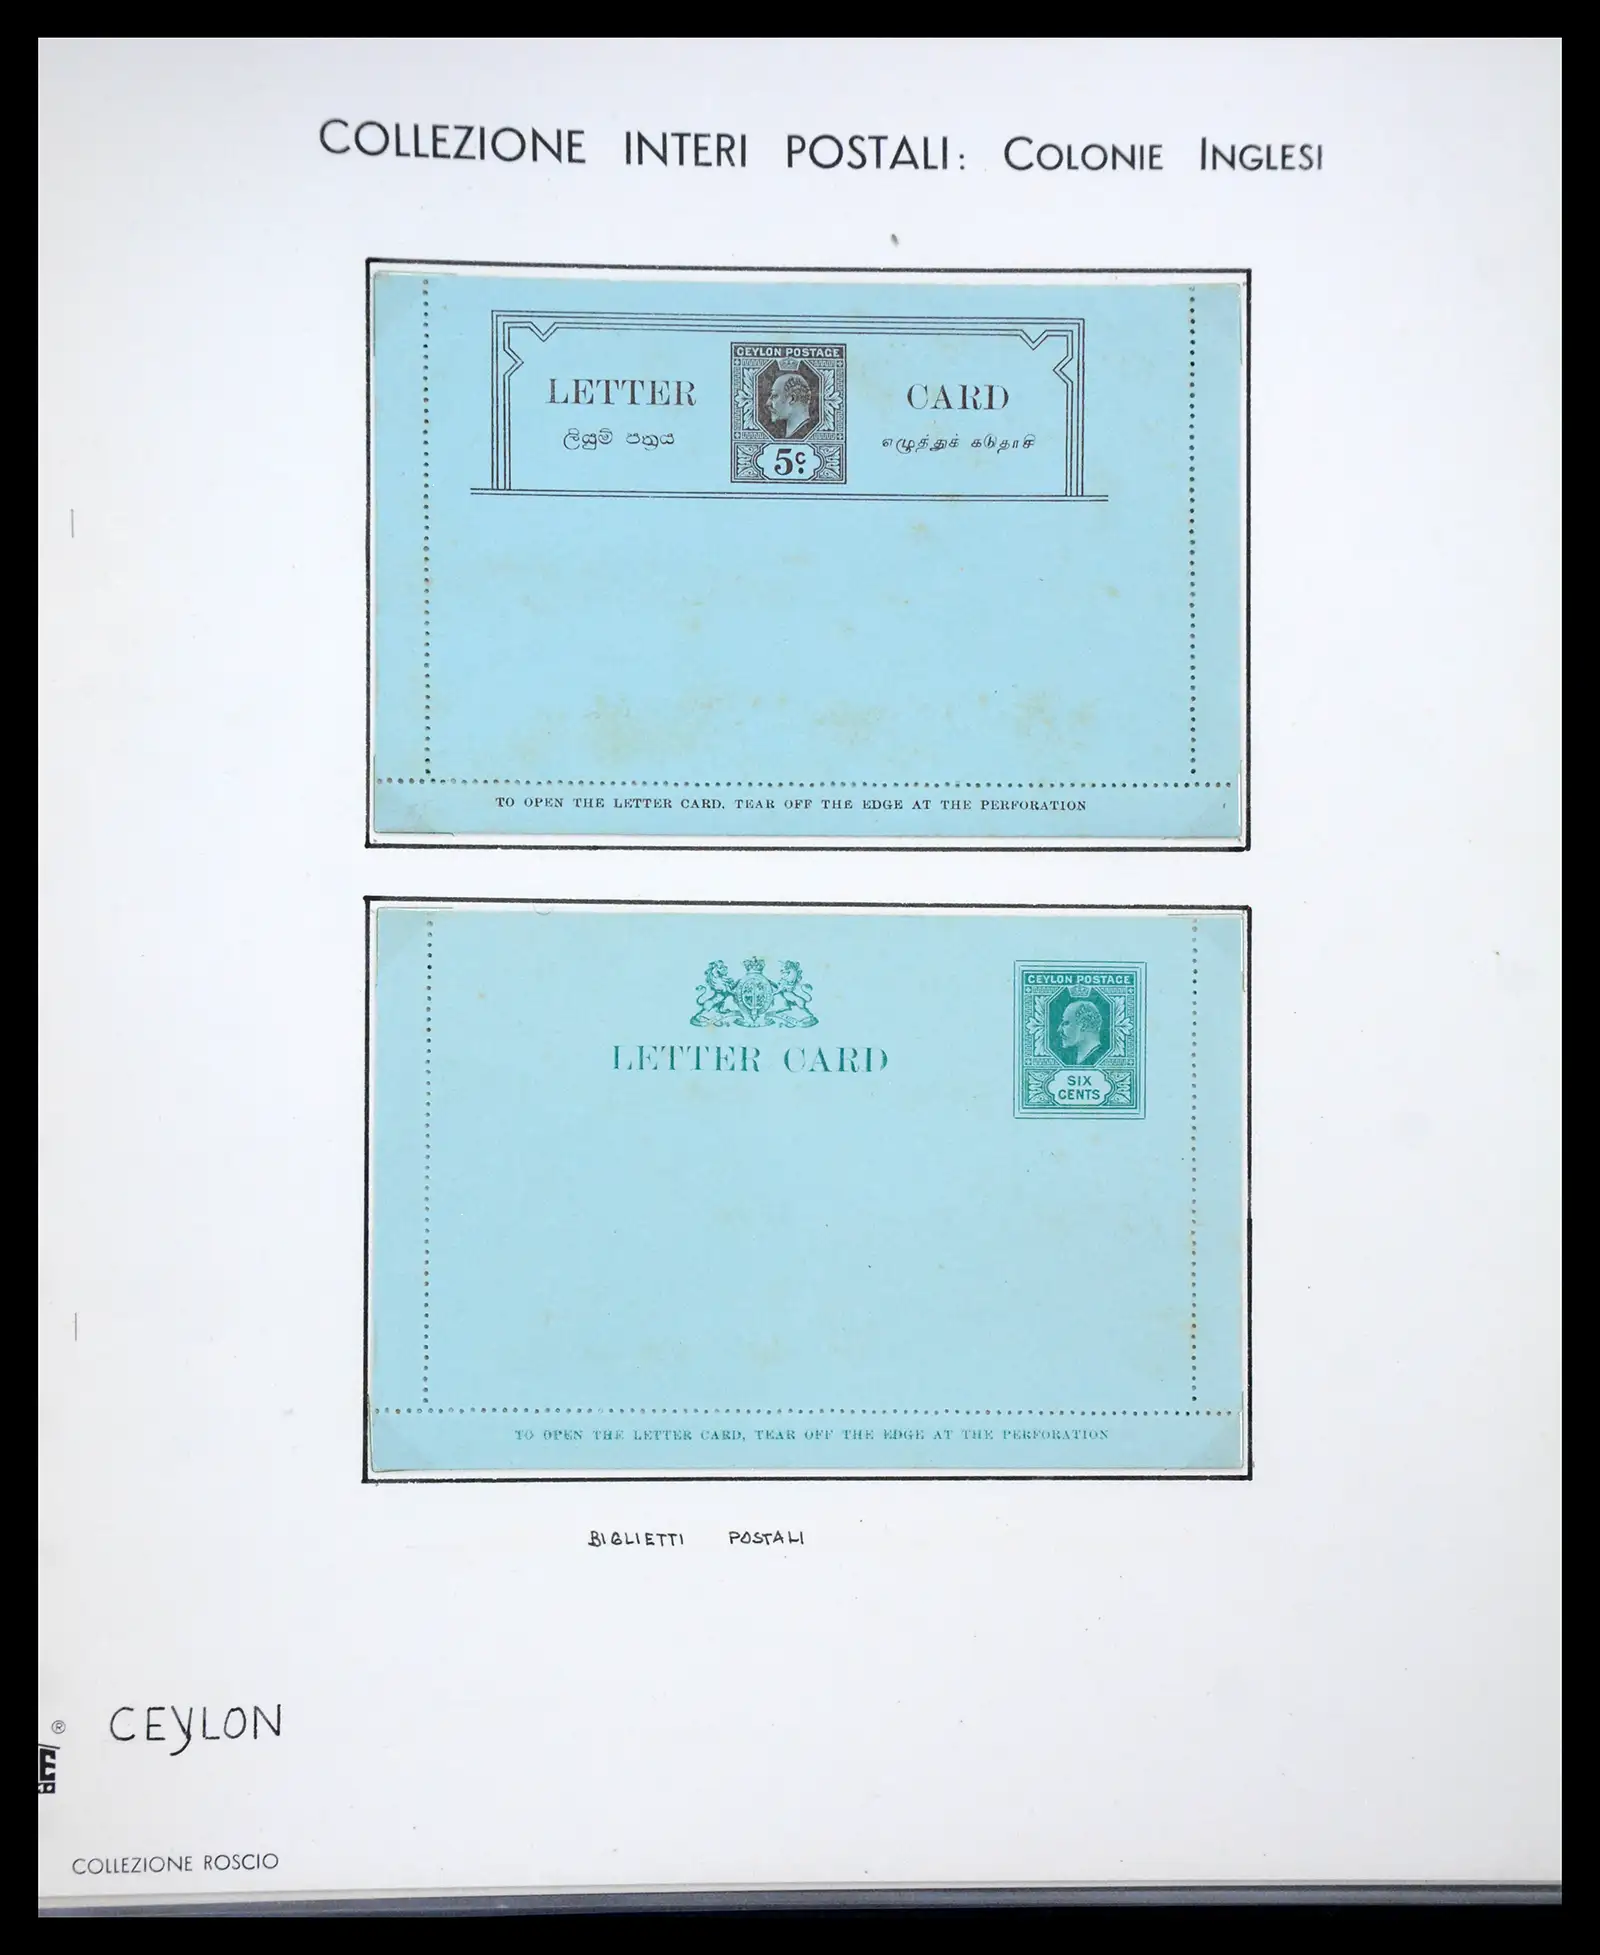 COLLEZIONE INTERI POSTALI: COLONIE INGLESI
CEYLON POSTAGE
LETTER CARD
ලියුම් පත්‍රය எழுத்துக் கடுதாசி
5c.
TO OPEN THE LETTER CARD, TEAR OFF THE EDGE AT THE PERFORATION
CEYLON POSTAGE
LETTER CARD
SIX
CENTS
TO OPEN THE LETTER CARD, TEAR OFF THE EDGE AT THE PERFORATION
BIGLIETTI POSTALI
CEYLON
®
COLLEZIONE ROSCIO